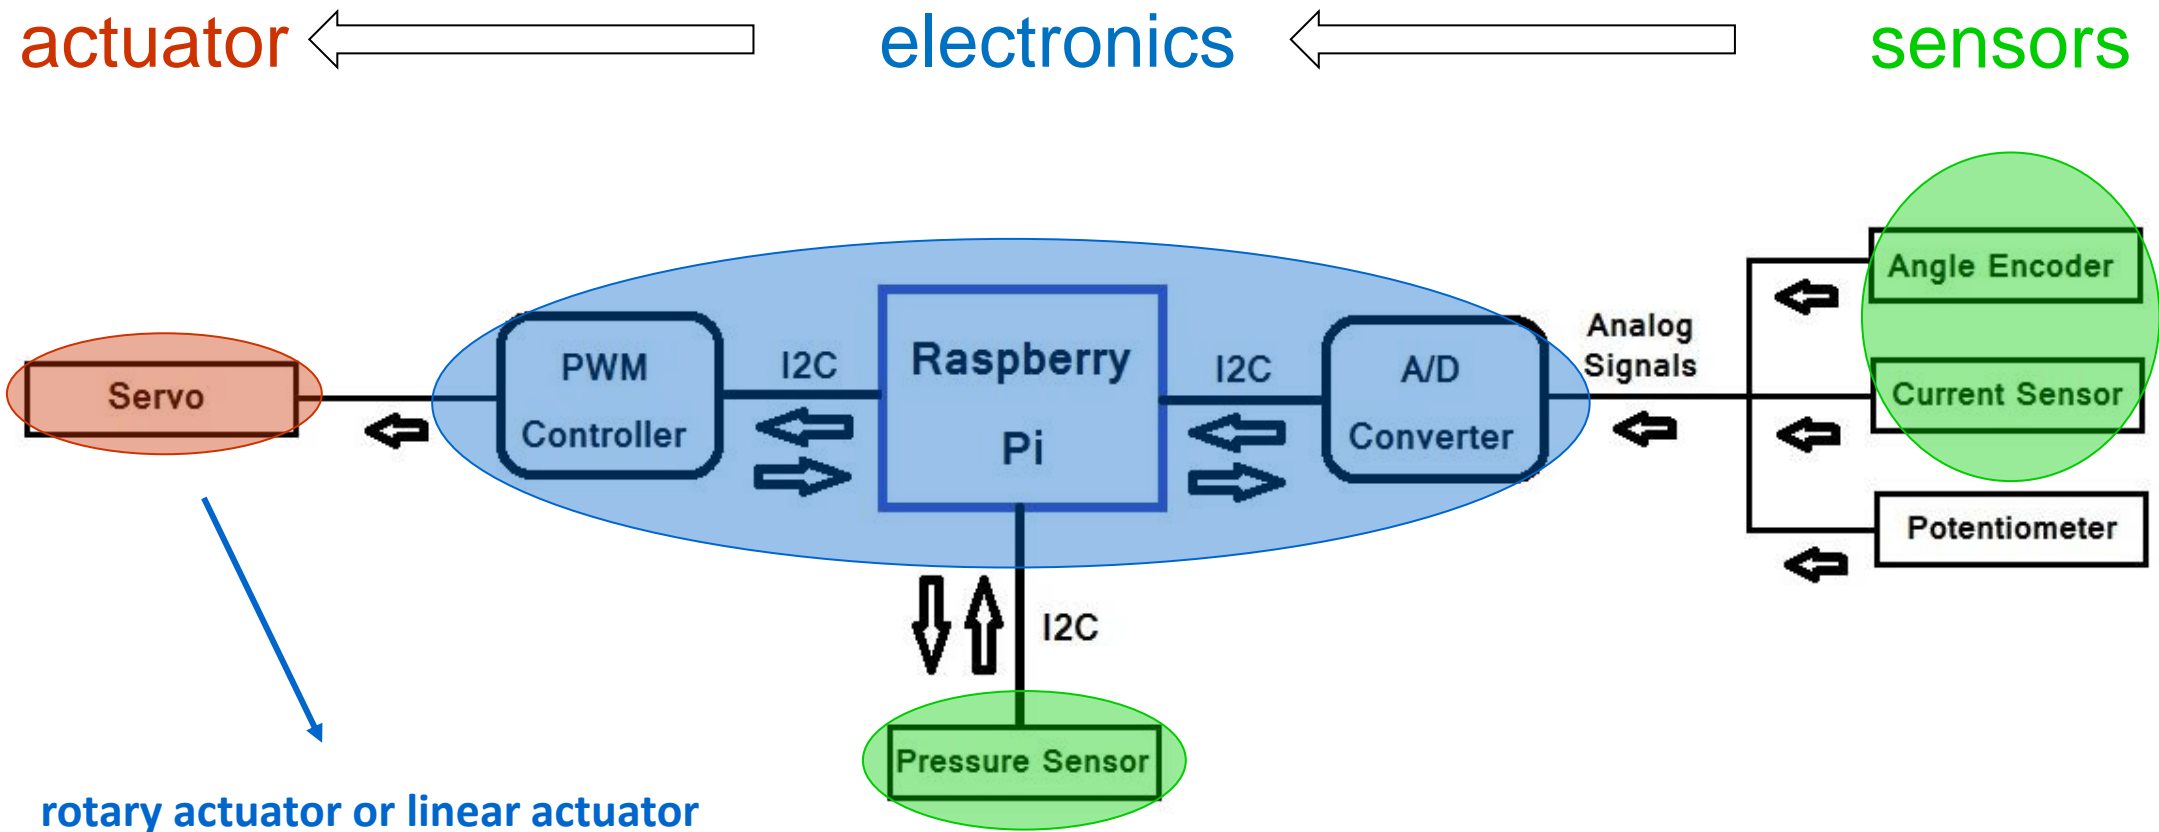 actuator
electronics
sensors
Angle Encoder
Analog
Signals
PWM
Controller
I2C
Raspberry
Pi
I2C
A/D
Converter
Servo
Current Sensor
Potentiometer
I2C
Pressure Sensor
rotary actuator or linear actuator